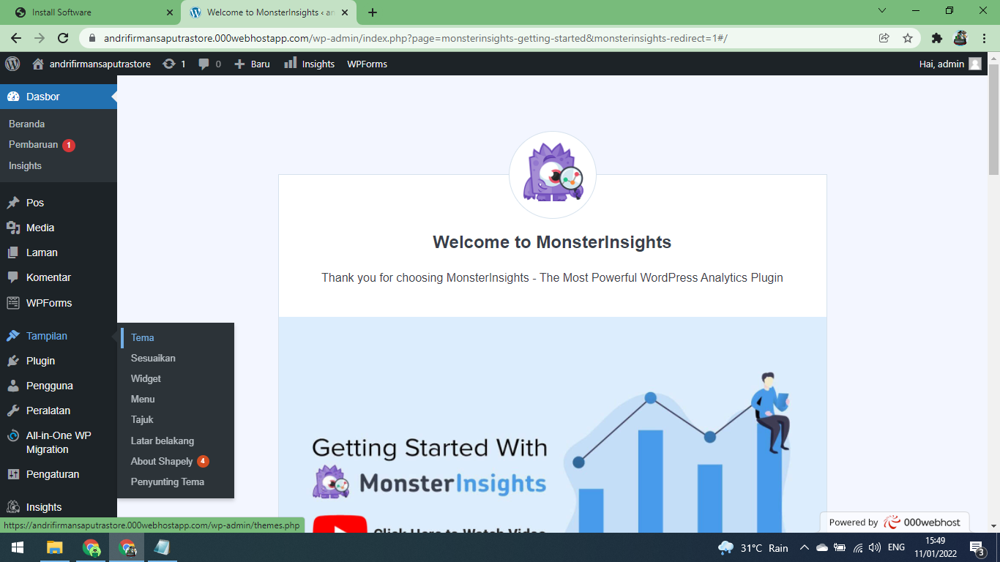 Install Software
Welcome to MonsterInsights ‹ an
andrifirmansaputrastore.000webhostapp.com/wp-admin/index.php?page=monsterinsights-getting-started&monsterinsights-redirect=1#/
andrifirmansaputrastore
1
0
Baru
Insights
WPForms
Hai, admin
Dasbor
Beranda
Pembaruan 1
Insights
Pos
Media
Laman
Komentar
WPForms
Tampilan
Plugin
Pengguna
Peralatan
All-in-One WP
Migration
Pengaturan
Insights
Tema
Sesuaikan
Widget
Menu
Tajuk
Latar belakang
About Shapely 4
Penyunting Tema
Welcome to MonsterInsights
Thank you for choosing MonsterInsights - The Most Powerful WordPress Analytics Plugin
Getting Started With
MonsterInsights
Click Here to Watch Video
Powered by 000webhost
https://andrifirmansaputrastore.000webhostapp.com/wp-admin/themes.php
31°C Rain
ENG
15:49
11/01/2022
3